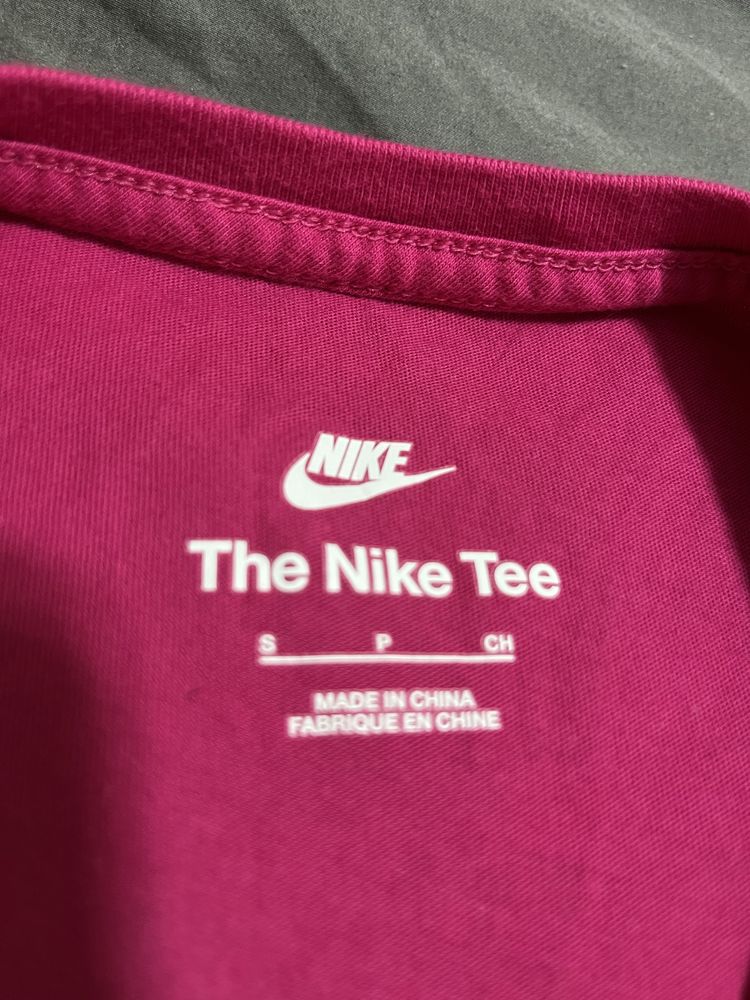 NIKE
The Nike Tee
S P CH
MADE IN CHINA
FABRIQUE EN CHINE